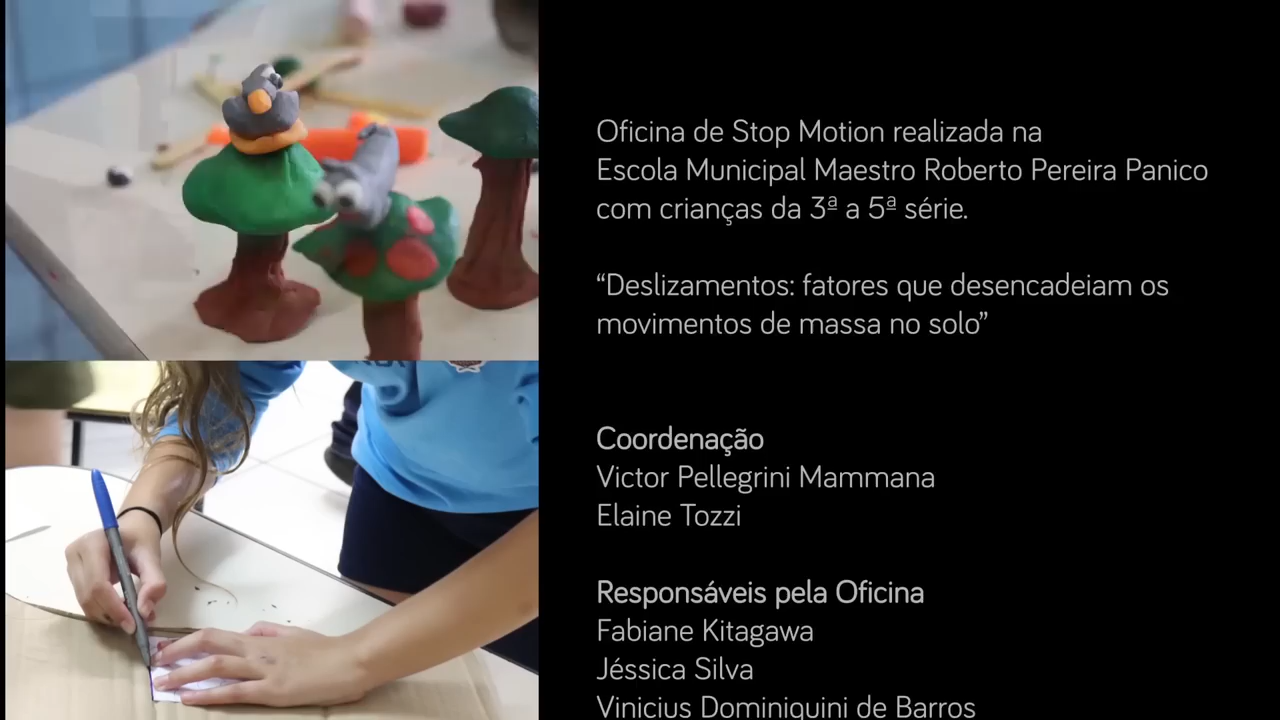 Oficina de Stop Motion realizada na
Escola Municipal Maestro Roberto Pereira Panico
com crianças da 3ª a 5ª série.
“Deslizamentos: fatores que desencadeiam os
movimentos de massa no solo”
Coordenação
Victor Pellegrini Mammana
Elaine Tozzi
Responsáveis pela Oficina
Fabiane Kitagawa
Jéssica Silva
Vinicius Dominiquini de Barros